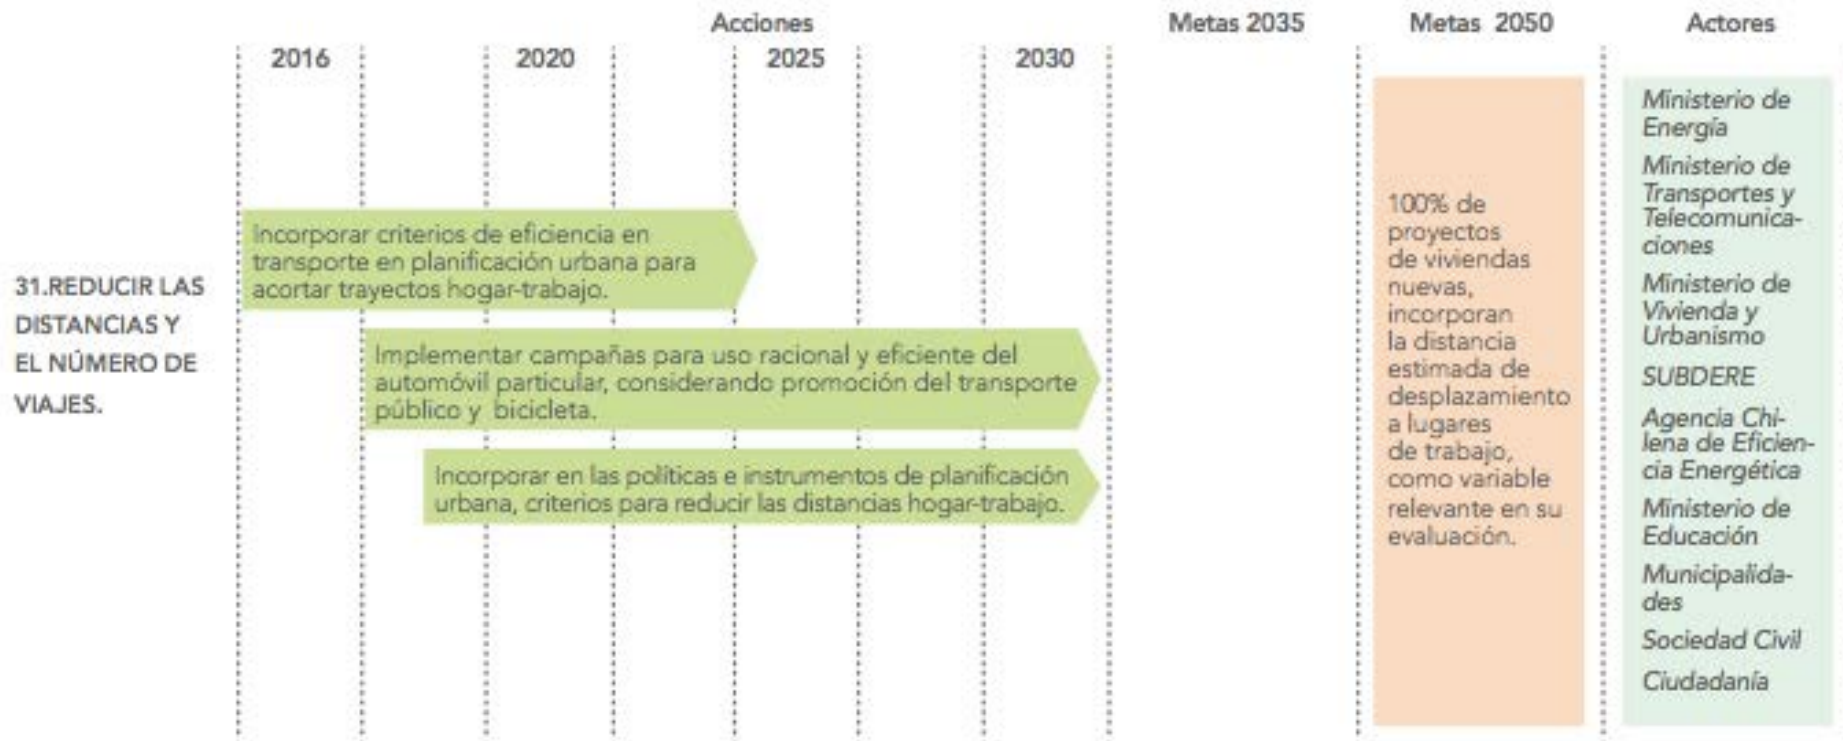 Acciones
Metas 2035
Metas 2050
Actores
2016
2020
2025
2030
31.REDUCIR LAS
DISTANCIAS Y
EL NÚMERO DE
VIAJES.
Incorporar criterios de eficiencia en
transporte en planificación urbana para
acortar trayectos hogar-trabajo.
Implementar campañas para uso racional y eficiente del
automóvil particular, considerando promoción del transporte
público y bicicleta.
Incorporar en las políticas e instrumentos de planificación
urbana, criterios para reducir las distancias hogar-trabajo.
100% de
proyectos
de viviendas
nuevas,
incorporan
la distancia
estimada de
desplazamiento
a lugares
de trabajo,
como variable
relevante en su
evaluación.
Ministerio de
Energía
Ministerio de
Transportes y
Telecomunica-
ciones
Ministerio de
Vivienda y
Urbanismo
SUBDERE
Agencia Chi-
lena de Eficien-
cia Energética
Ministerio de
Educación
Municipalida-
des
Sociedad Civil
Ciudadanía